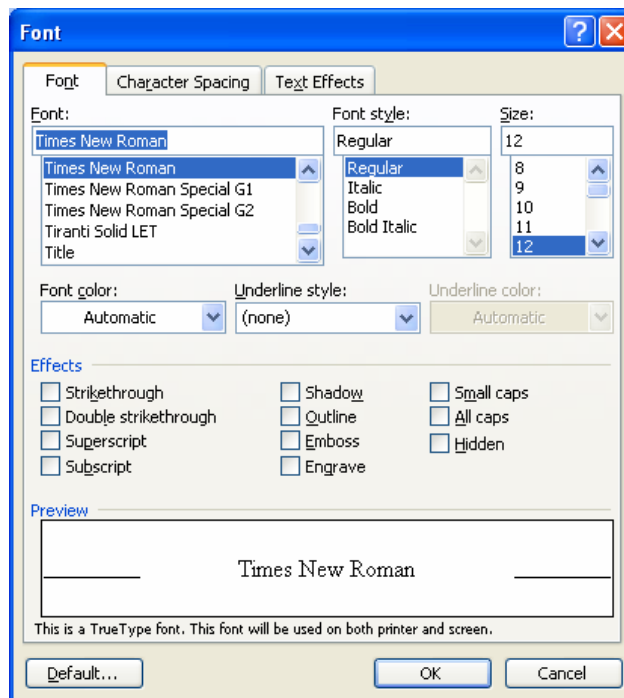 Font
Font Character Spacing Text Effects
Font: Font style: Size:
Times New Roman Regular 12
Times New Roman Regular 8
Times New Roman Special G1 Italic 9
Times New Roman Special G2 Bold 10
Tiranti Solid LET Bold Italic 11
Title 12
Font color: Underline style: Underline color:
Automatic (none) Automatic
Effects
Strikethrough Shadow Small caps
Double strikethrough Outline All caps
Superscript Emboss Hidden
Subscript Engrave
Preview
Times New Roman
This is a TrueType font. This font will be used on both printer and screen.
Default... OK Cancel